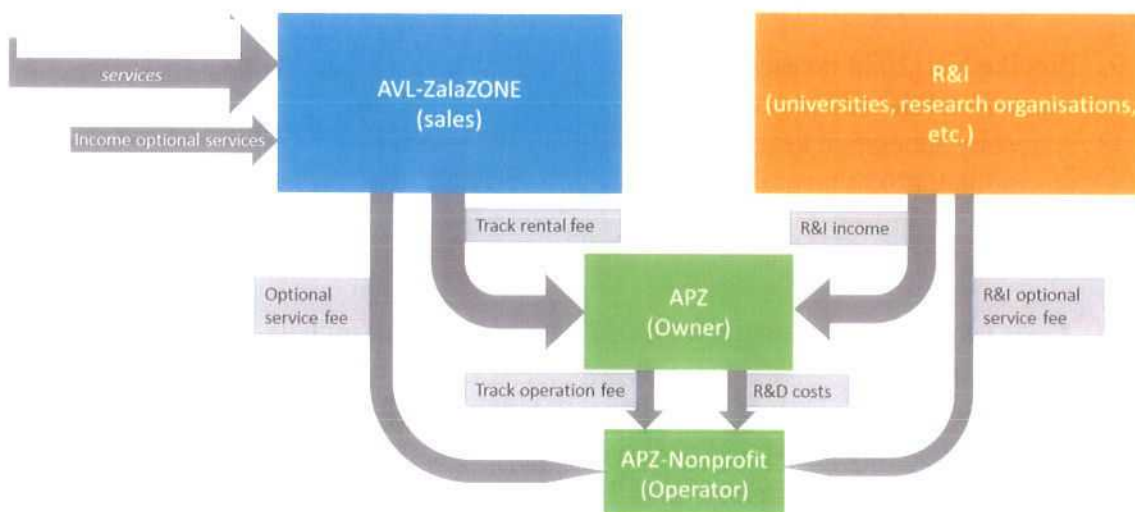 services
Income optional services
AVL-ZalaZONE
(sales)
R&I
(universities, research organisations,
etc.)
Track rental fee
R&I income
Optional
service fee
APZ
(Owner)
R&I optional
service fee
Track operation fee
R&D costs
APZ-Nonprofit
(Operator)